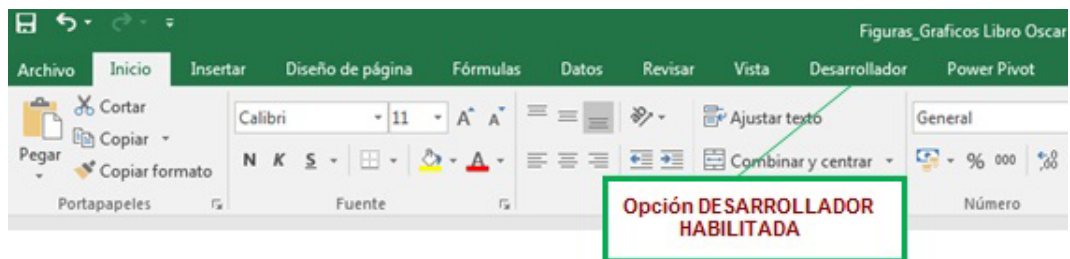 Figuras_Graficos Libro Oscar
Archivo Inicio Insertar Diseño de página Fórmulas Datos Revisar Vista Desarrollador Power Pivot
Cortar
Copiar
Pegar
Copiar formato
Portapapeles
Calibri 11 A A
N K S A
Fuente
Ajustar texto
Combinar y centrar
General
% 000 ,00
Número
Opción DESARROLLADOR
HABILITADA